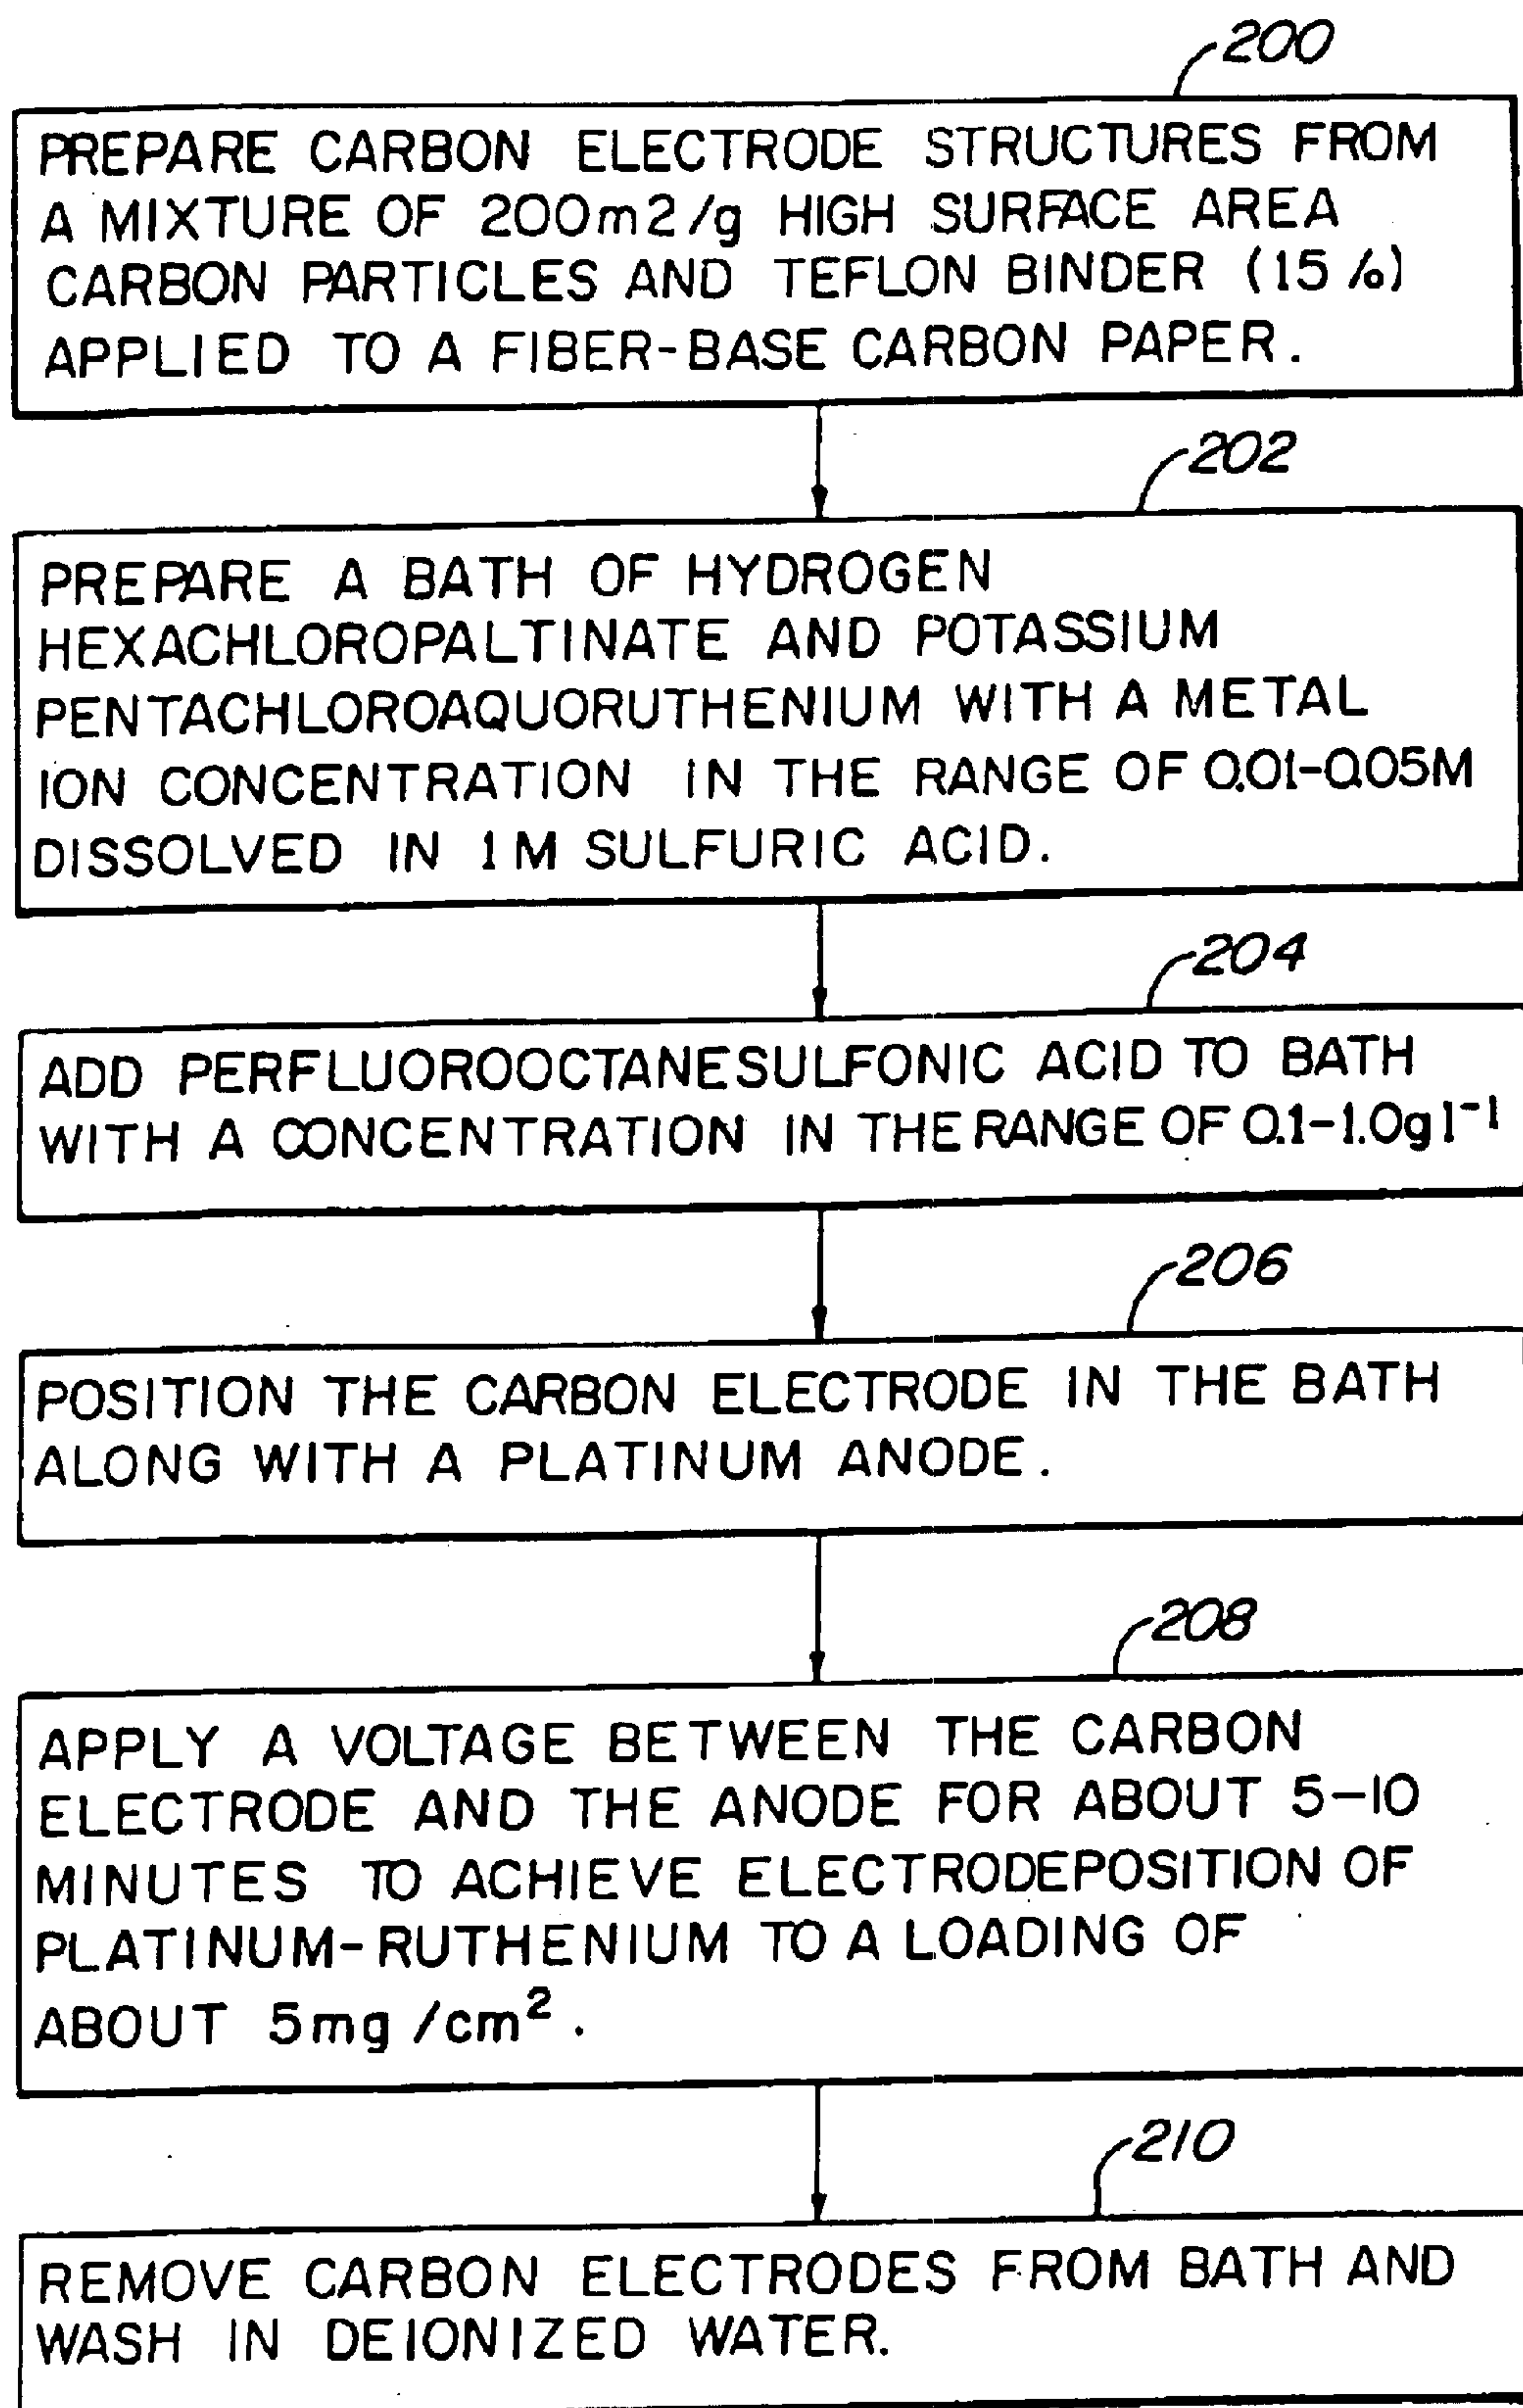 200
PREPARE CARBON ELECTRODE STRUCTURES FROM
A MIXTURE OF 200m2/g HIGH SURFACE AREA
CARBON PARTICLES AND TEFLON BINDER (15%)
APPLIED TO A FIBER-BASE CARBON PAPER.
202
PREPARE A BATH OF HYDROGEN
HEXACHLOROPALTINATE AND POTASSIUM
PENTACHLOROAQUORUTHENIUM WITH A METAL
ION CONCENTRATION IN THE RANGE OF 0.01-0.05M
DISSOLVED IN 1M SULFURIC ACID.
204
ADD PERFLUOROOCTANESULFONIC ACID TO BATH
WITH A CONCENTRATION IN THE RANGE OF 0.1-1.0gl⁻¹
206
POSITION THE CARBON ELECTRODE IN THE BATH
ALONG WITH A PLATINUM ANODE.
208
APPLY A VOLTAGE BETWEEN THE CARBON
ELECTRODE AND THE ANODE FOR ABOUT 5-10
MINUTES TO ACHIEVE ELECTRODEPOSITION OF
PLATINUM-RUTHENIUM TO A LOADING OF
ABOUT 5mg/cm².
210
REMOVE CARBON ELECTRODES FROM BATH AND
WASH IN DEIONIZED WATER.